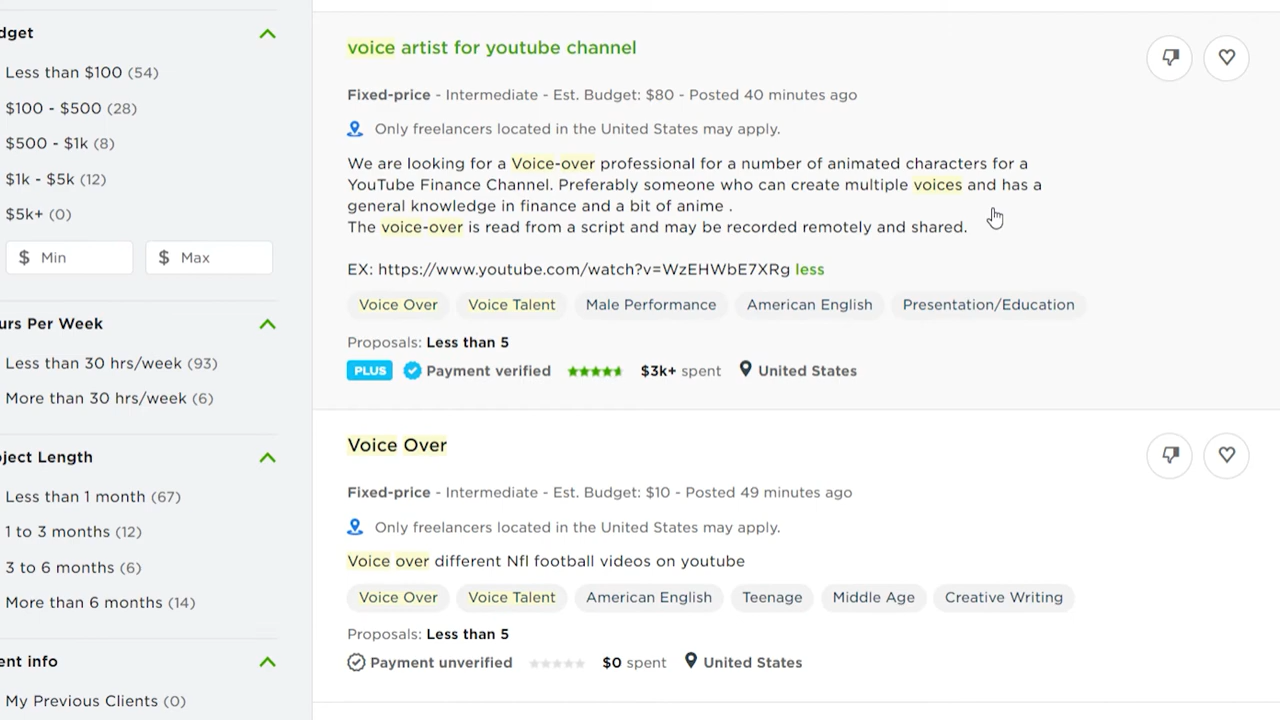 dget
Less than $100 (54)
$100 - $500 (28)
$500 - $1k (8)
$1k - $5k (12)
$5k+ (0)
$ Min
$ Max
urs Per Week
Less than 30 hrs/week (93)
More than 30 hrs/week (6)
ject Length
Less than 1 month (67)
1 to 3 months (12)
3 to 6 months (6)
More than 6 months (14)
ent info
My Previous Clients (0)
voice artist for youtube channel
Fixed-price - Intermediate - Est. Budget: $80 - Posted 40 minutes ago
Only freelancers located in the United States may apply.
We are looking for a Voice-over professional for a number of animated characters for a
YouTube Finance Channel. Preferably someone who can create multiple voices and has a
general knowledge in finance and a bit of anime .
The voice-over is read from a script and may be recorded remotely and shared.
EX: https://www.youtube.com/watch?v=WzEHWbE7XRg less
Voice Over Voice Talent Male Performance American English Presentation/Education
Proposals: Less than 5
PLUS Payment verified $3k+ spent United States
Voice Over
Fixed-price - Intermediate - Est. Budget: $10 - Posted 49 minutes ago
Only freelancers located in the United States may apply.
Voice over different Nfl football videos on youtube
Voice Over Voice Talent American English Teenage Middle Age Creative Writing
Proposals: Less than 5
Payment unverified $0 spent United States